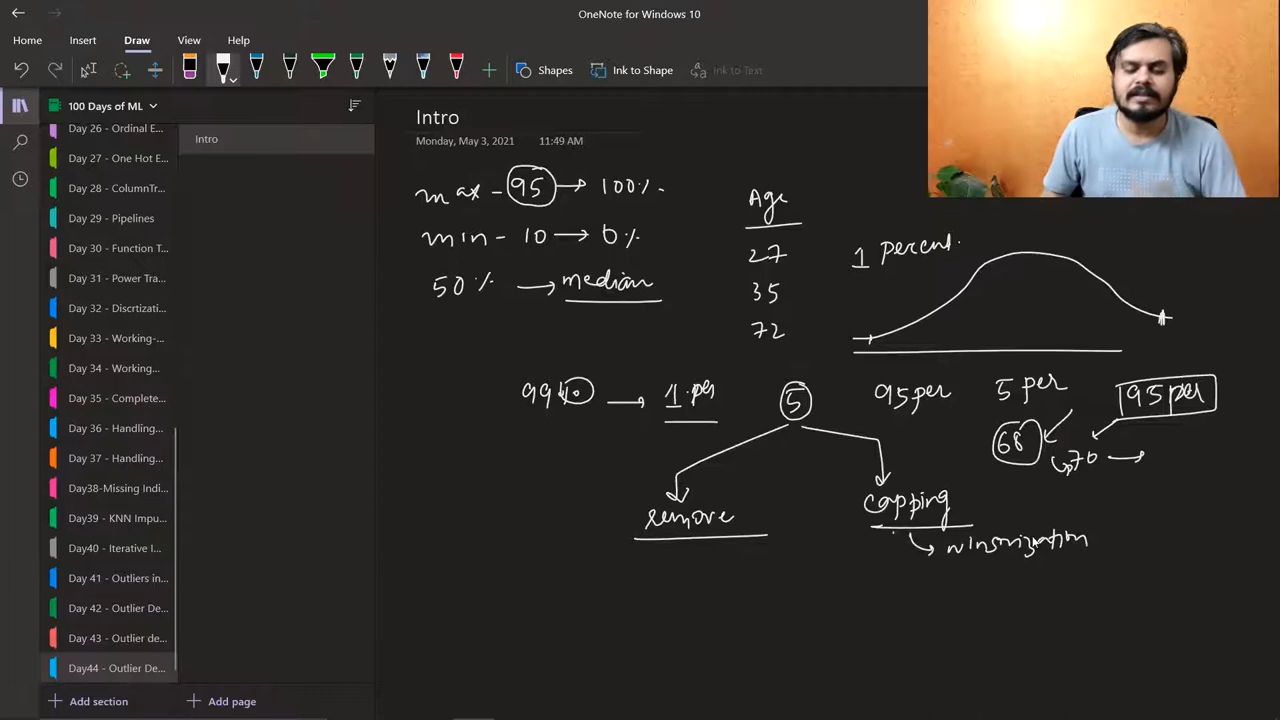 OneNote for Windows 10
Home Insert Draw View Help
Shapes Ink to Shape Ink to Text
100 Days of ML
Day 26 - Ordinal E...
Day 27 - One Hot E...
Day 28 - ColumnTr...
Day 29 - Pipelines
Day 30 - Function T...
Day 31 - Power Tra...
Day 32 - Discrtizati...
Day 33 - Working-...
Day 34 - Working...
Day 35 - Complete...
Day 36 - Handling...
Day 37 - Handling...
Day38-Missing Indi...
Day39 - KNN Impu...
Day40 - Iterative I...
Day 41 - Outliers in...
Day 42 - Outlier De...
Day 43 - Outlier de...
Day44 - Outlier De...
Add section
Intro
Add page
Intro
Monday, May 3, 2021 11:49 AM
max - 95 → 100%
min - 10 → 0%
50% → median
Age
27
35
72
1 percent.
→ 1 per
5
95 per
5 per
95 per
68
70 →
remove
capping
winsorization